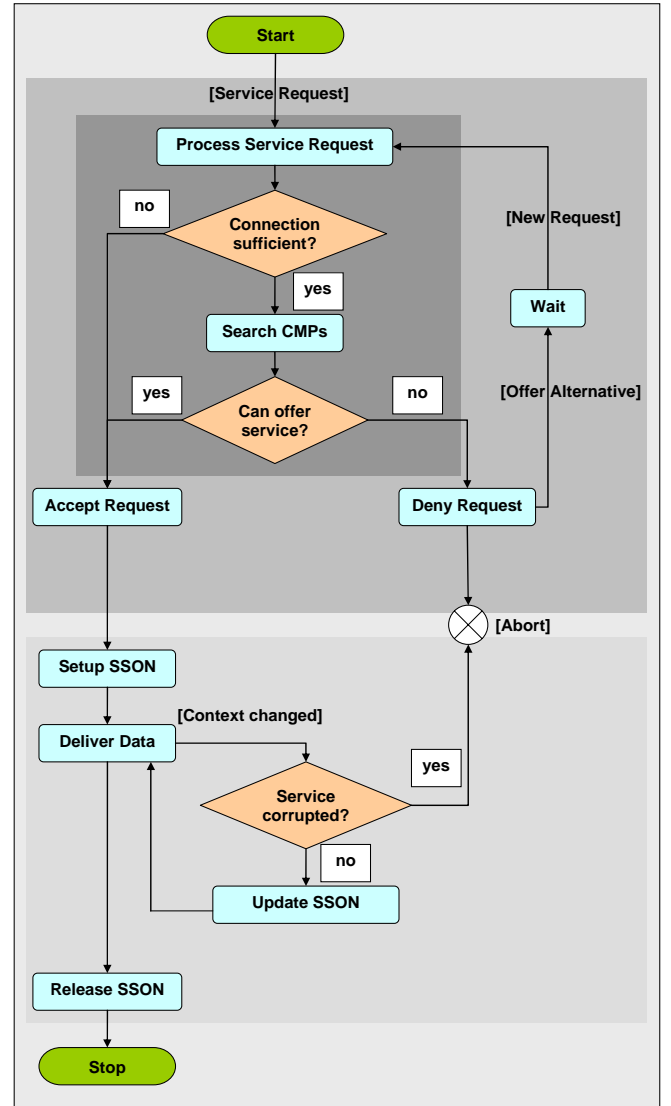 Start
[Service Request]
Process Service Request
no
Connection
sufficient?
[New Request]
yes
Wait
Search CMPs
yes
Can offer
service?
no
[Offer Alternative]
Accept Request
Deny Request
[Abort]
Setup SSON
[Context changed]
Deliver Data
yes
Service
corrupted?
no
Update SSON
Release SSON
Stop